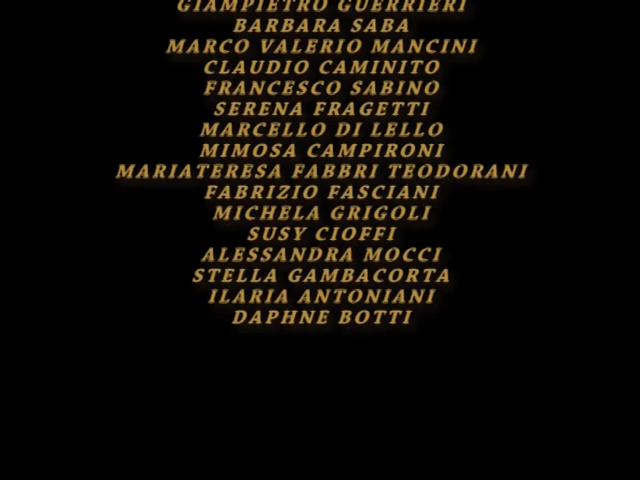 GIAMPIETRO GUERRIERI
BARBARA SABA
MARCO VALERIO MANCINI
CLAUDIO CAMINITO
FRANCESCO SABINO
SERENA FRAGETTI
MARCELLO DI LELLO
MIMOSA CAMPIRONI
MARIATERESA FABBRI TEODORANI
FABRIZIO FASCIANI
MICHELA GRIGOLI
SUSY CIOFFI
ALESSANDRA MOCCI
STELLA GAMBACORTA
ILARIA ANTONIANI
DAPHNE BOTTI